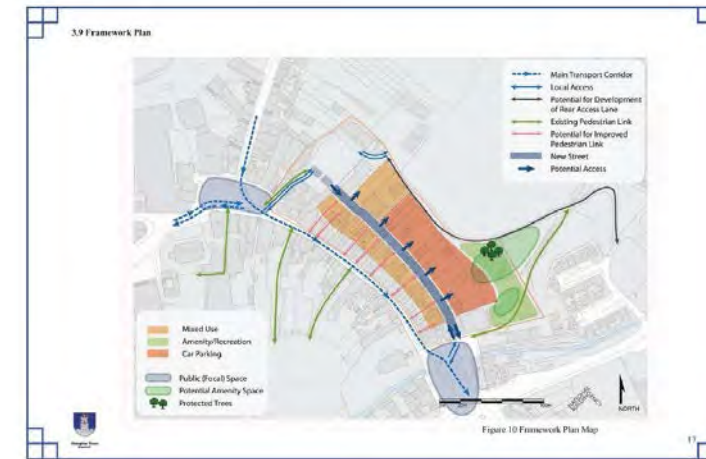 3.9 Framework Plan
Main Transport Corridor
Local Access
Potential for Development
of Rear Access Lane
Existing Pedestrian Link
Potential for Improved
Pedestrian Link
New Street
Potential Access
Mixed Use
Amenity/Recreation
Car Parking
Public (Focal) Space
Potential Amenity Space
Protected Trees
NORTH
Figure 10 Framework Plan Map